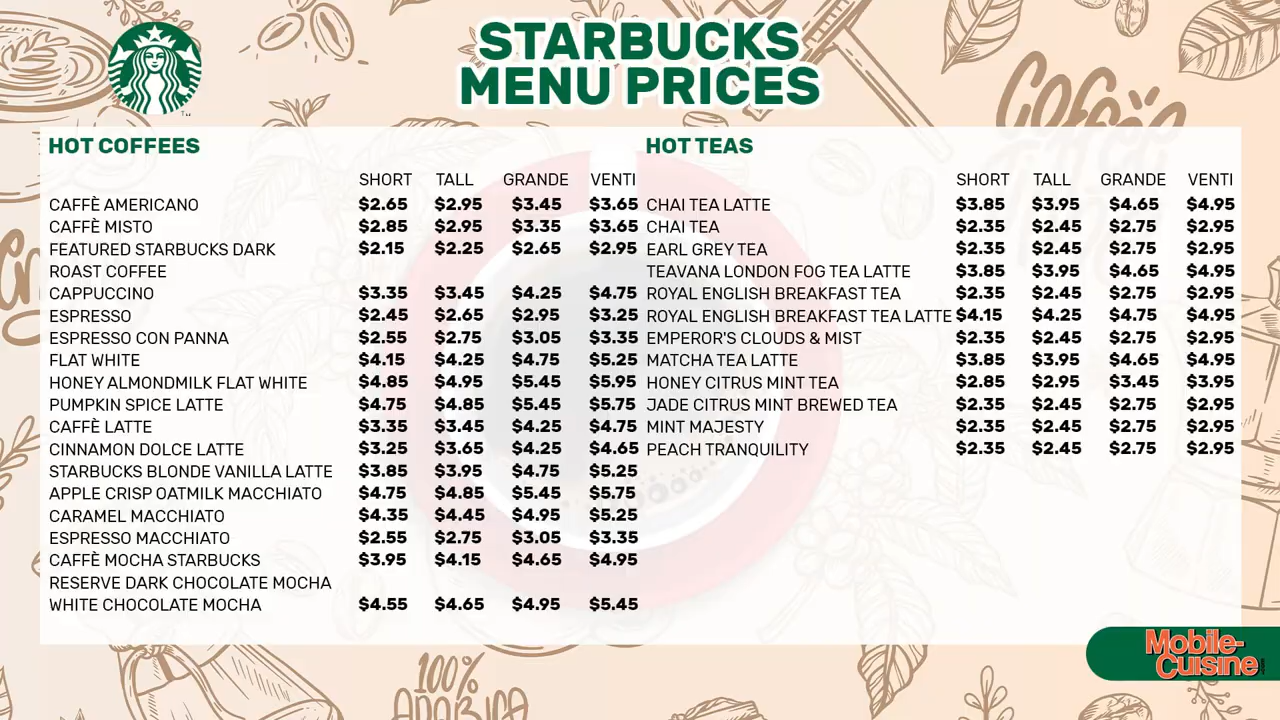 STARBUCKS
MENU PRICES
HOT COFFEES
SHORT TALL GRANDE VENTI
CAFFÈ AMERICANO $2.65 $2.95 $3.45 $3.65
CAFFÈ MISTO $2.85 $2.95 $3.35 $3.65
FEATURED STARBUCKS DARK $2.15 $2.25 $2.65 $2.95
ROAST COFFEE
CAPPUCCINO $3.35 $3.45 $4.25 $4.75
ESPRESSO $2.45 $2.65 $2.95 $3.25
ESPRESSO CON PANNA $2.55 $2.75 $3.05 $3.35
FLAT WHITE $4.15 $4.25 $4.75 $5.25
HONEY ALMONDMILK FLAT WHITE $4.85 $4.95 $5.45 $5.95
PUMPKIN SPICE LATTE $4.75 $4.85 $5.45 $5.75
CAFFÈ LATTE $3.35 $3.45 $4.25 $4.75
CINNAMON DOLCE LATTE $3.25 $3.65 $4.25 $4.65
STARBUCKS BLONDE VANILLA LATTE $3.85 $3.95 $4.75 $5.25
APPLE CRISP OATMILK MACCHIATO $4.75 $4.85 $5.45 $5.75
CARAMEL MACCHIATO $4.35 $4.45 $4.95 $5.25
ESPRESSO MACCHIATO $2.55 $2.75 $3.05 $3.35
CAFFÈ MOCHA STARBUCKS $3.95 $4.15 $4.65 $4.95
RESERVE DARK CHOCOLATE MOCHA
WHITE CHOCOLATE MOCHA $4.55 $4.65 $4.95 $5.45
HOT TEAS
SHORT TALL GRANDE VENTI
CHAI TEA LATTE $3.85 $3.95 $4.65 $4.95
CHAI TEA $2.35 $2.45 $2.75 $2.95
EARL GREY TEA $2.35 $2.45 $2.75 $2.95
TEAVANA LONDON FOG TEA LATTE $3.85 $3.95 $4.65 $4.95
ROYAL ENGLISH BREAKFAST TEA $2.35 $2.45 $2.75 $2.95
ROYAL ENGLISH BREAKFAST TEA LATTE $4.15 $4.25 $4.75 $4.95
EMPEROR'S CLOUDS & MIST $2.35 $2.45 $2.75 $2.95
MATCHA TEA LATTE $3.85 $3.95 $4.65 $4.95
HONEY CITRUS MINT TEA $2.85 $2.95 $3.45 $3.95
JADE CITRUS MINT BREWED TEA $2.35 $2.45 $2.75 $2.95
MINT MAJESTY $2.35 $2.45 $2.75 $2.95
PEACH TRANQUILITY $2.35 $2.45 $2.75 $2.95
Mobile-
Cuisine.com
100%
ARABICA